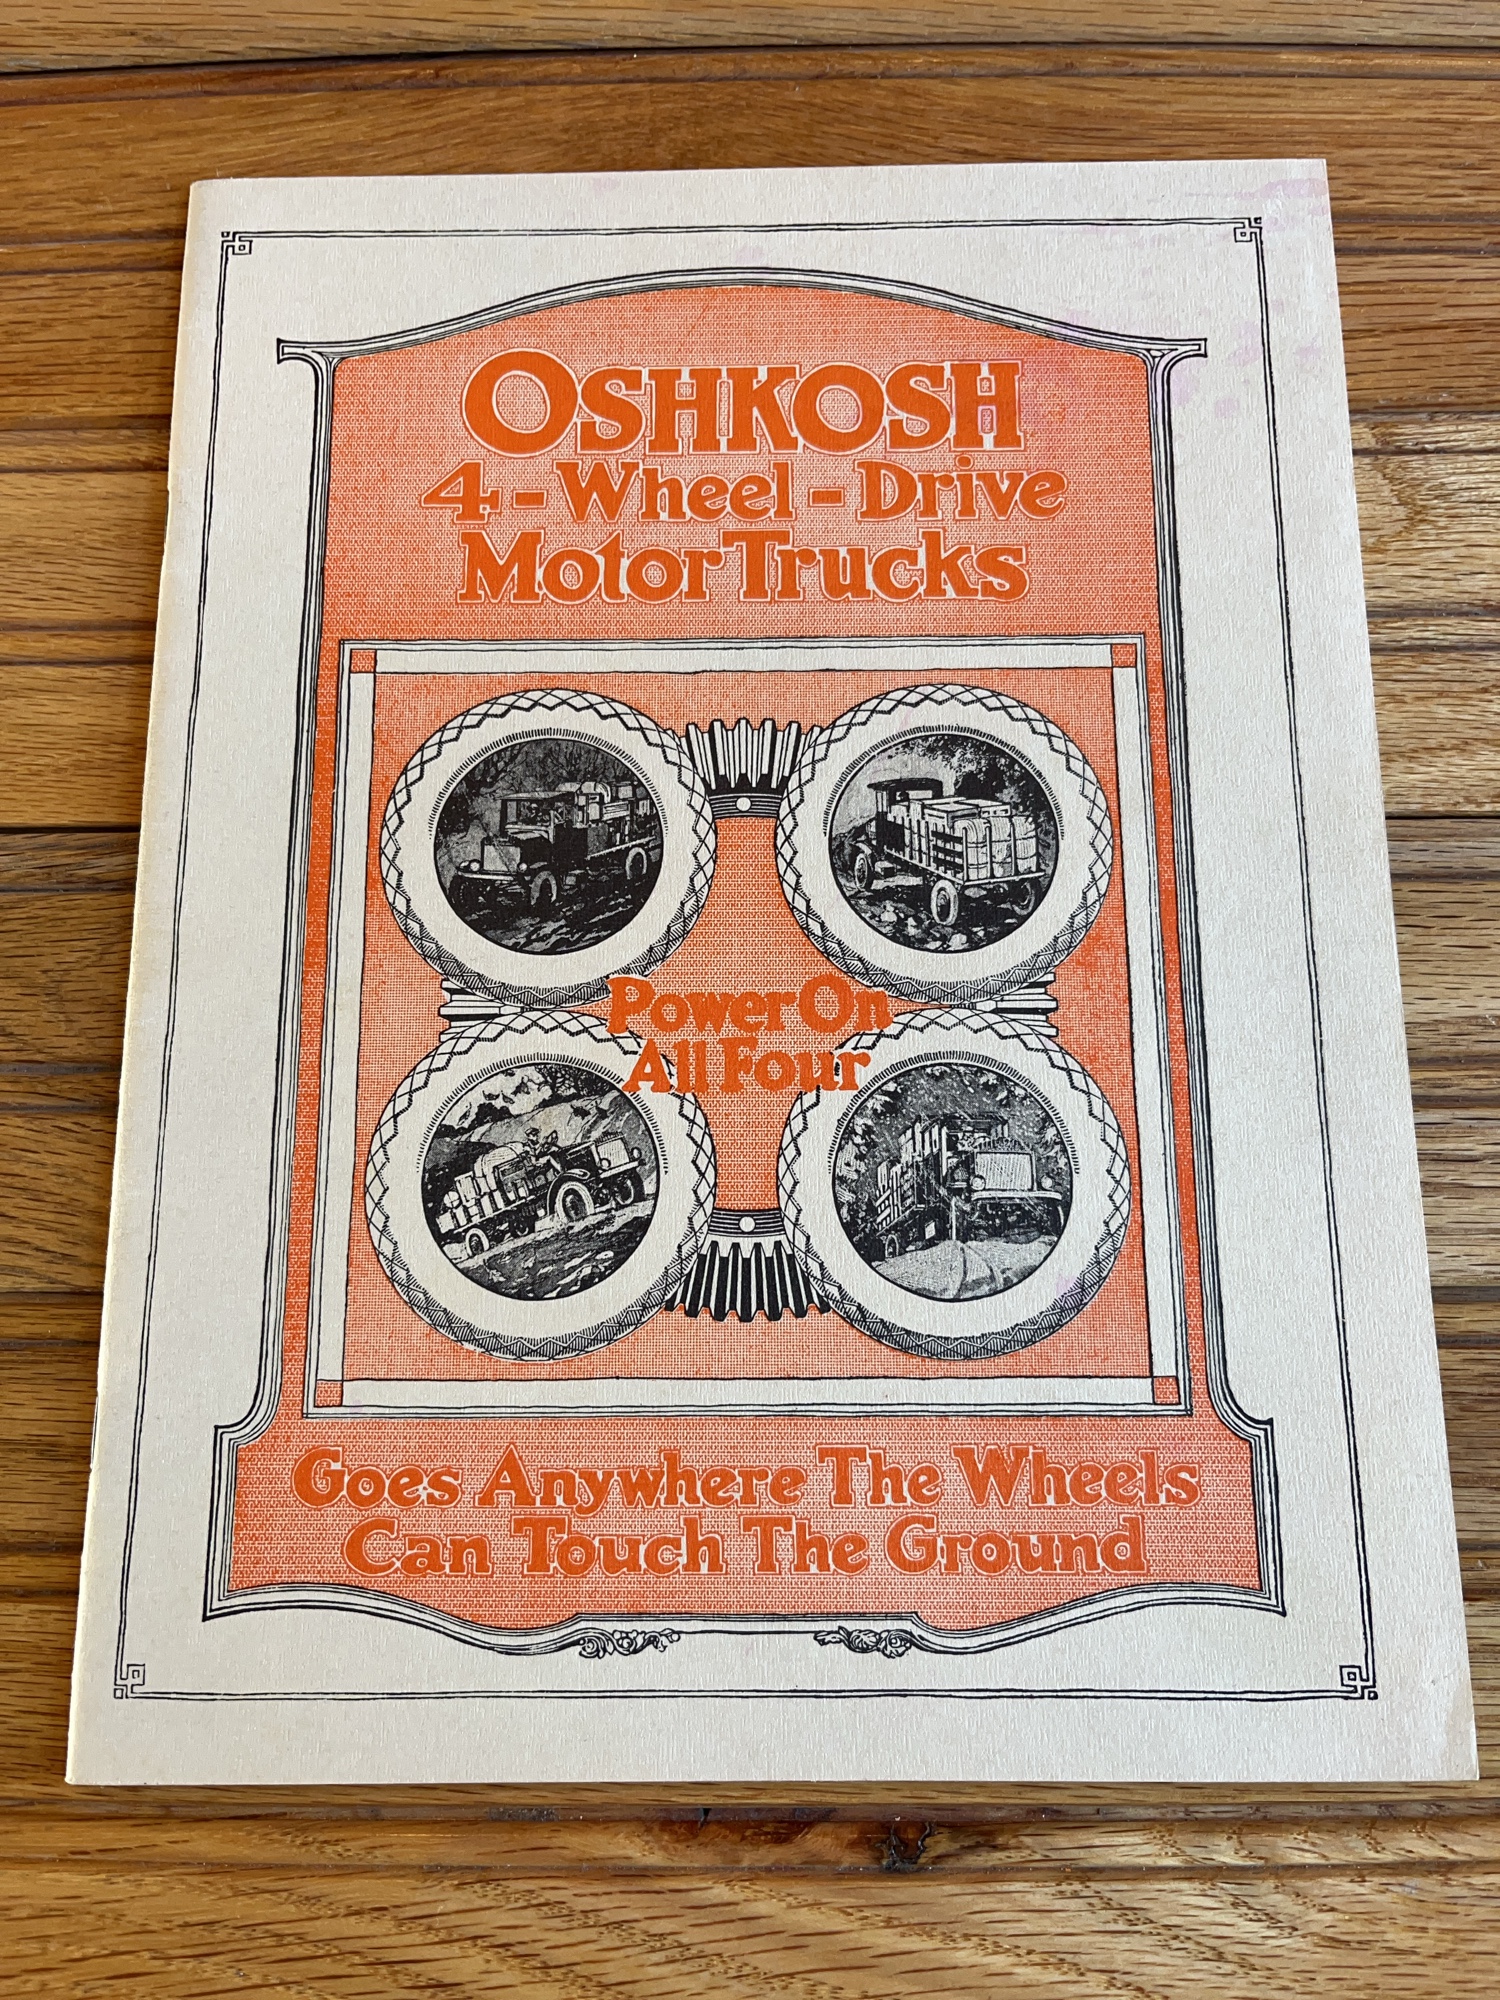 OSHKOSH
4-Wheel-Drive
Motor Trucks
Power On
All Four
Goes Anywhere The Wheels
Can Touch The Ground